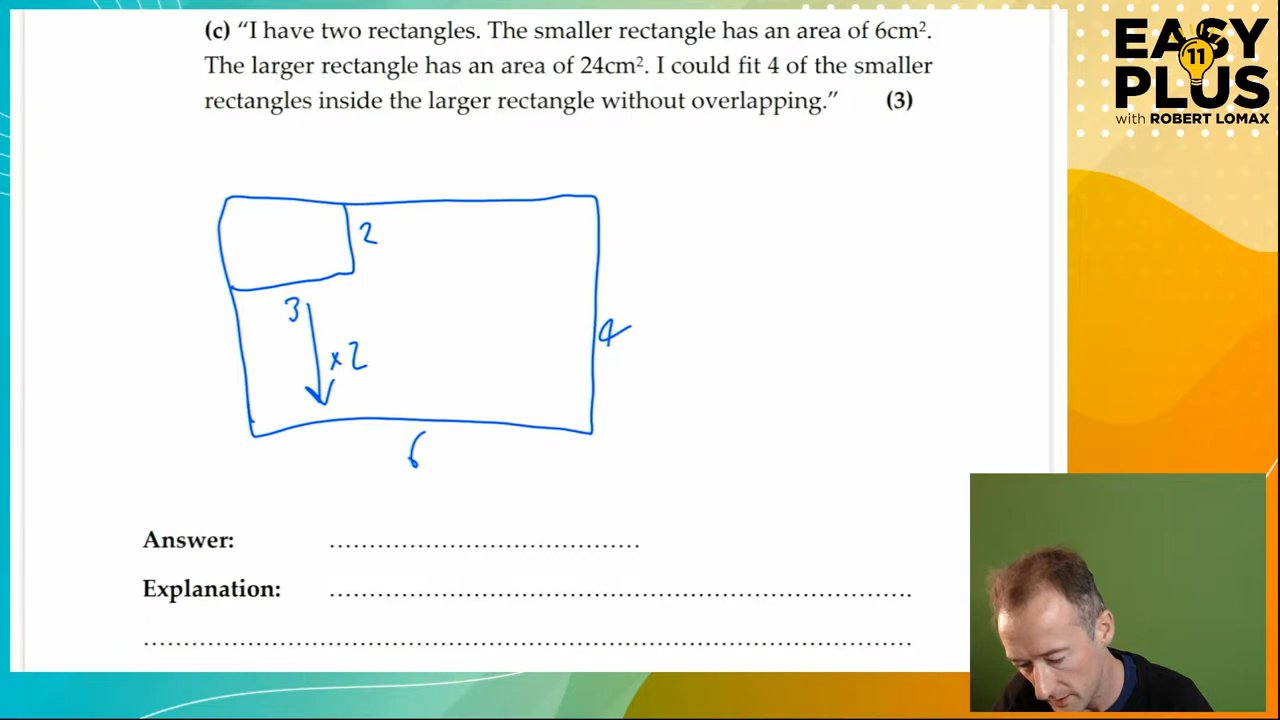 (c) “I have two rectangles. The smaller rectangle has an area of 6cm².
The larger rectangle has an area of 24cm². I could fit 4 of the smaller
rectangles inside the larger rectangle without overlapping.” (3)
2
3
x2
4
6
Answer: ..........................................
Explanation: ..........................................................................
..........................................................................................
EASY
11
PLUS
with ROBERT LOMAX